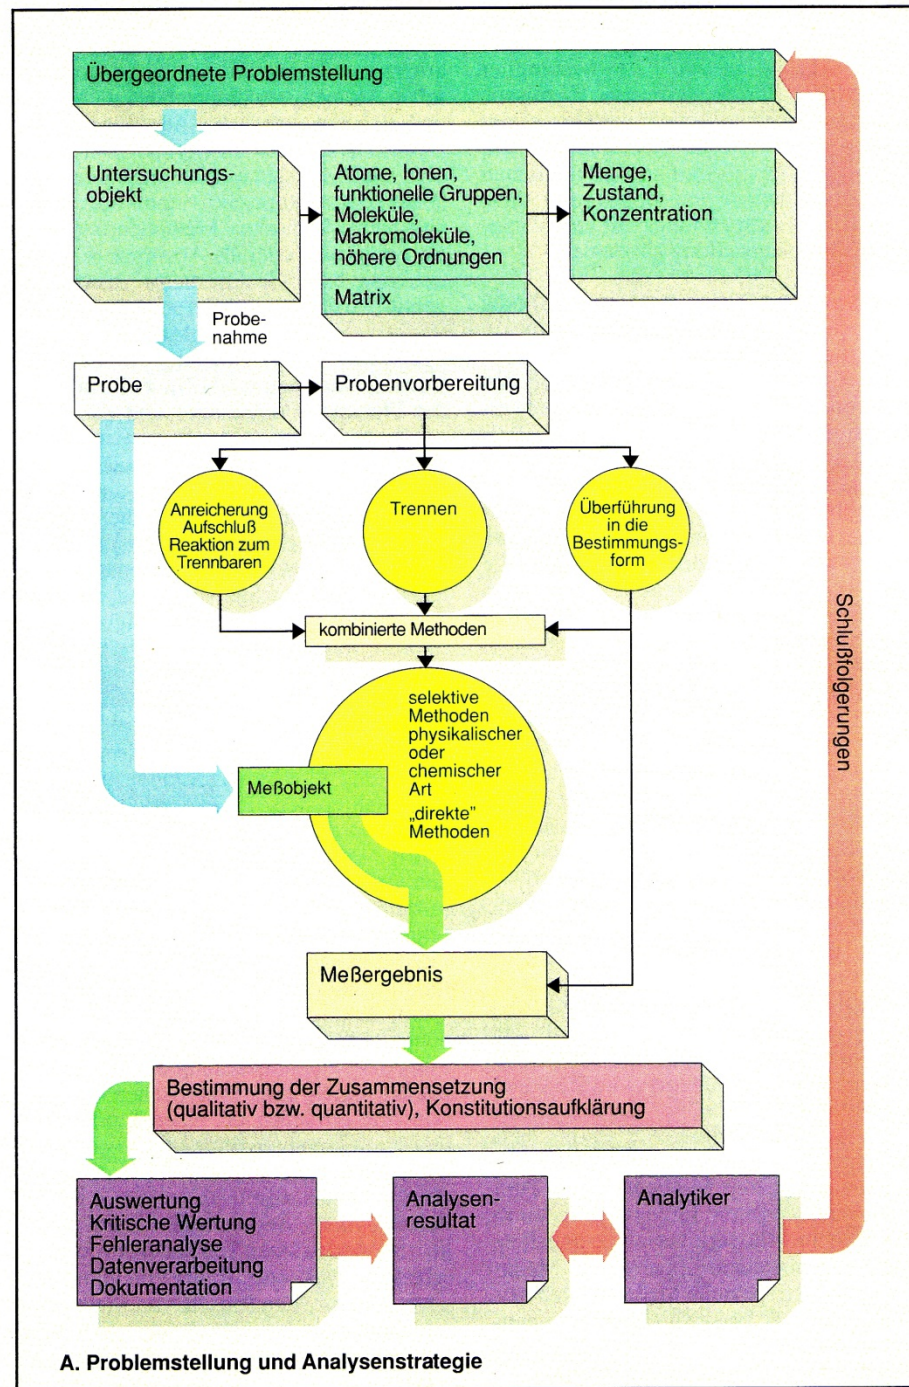 Übergeordnete Problemstellung
Untersuchungs-
objekt
Atome, Ionen,
funktionelle Gruppen,
Moleküle,
Makromoleküle,
höhere Ordnungen
Matrix
Menge,
Zustand,
Konzentration
Probe-
nahme
Probe
Probenvorbereitung
Anreicherung
Aufschluß
Reaktion zum
Trennbaren
Trennen
Überführung
in die
Bestimmungs-
form
kombinierte Methoden
selektive
Methoden
physikalischer
oder
chemischer
Art
„direkte”
Methoden
Meßobjekt
Schlußfolgerungen
Meßergebnis
Bestimmung der Zusammensetzung
(qualitativ bzw. quantitativ), Konstitutionsaufklärung
Auswertung
Kritische Wertung
Fehleranalyse
Datenverarbeitung
Dokumentation
Analysen-
resultat
Analytiker
A. Problemstellung und Analysenstrategie